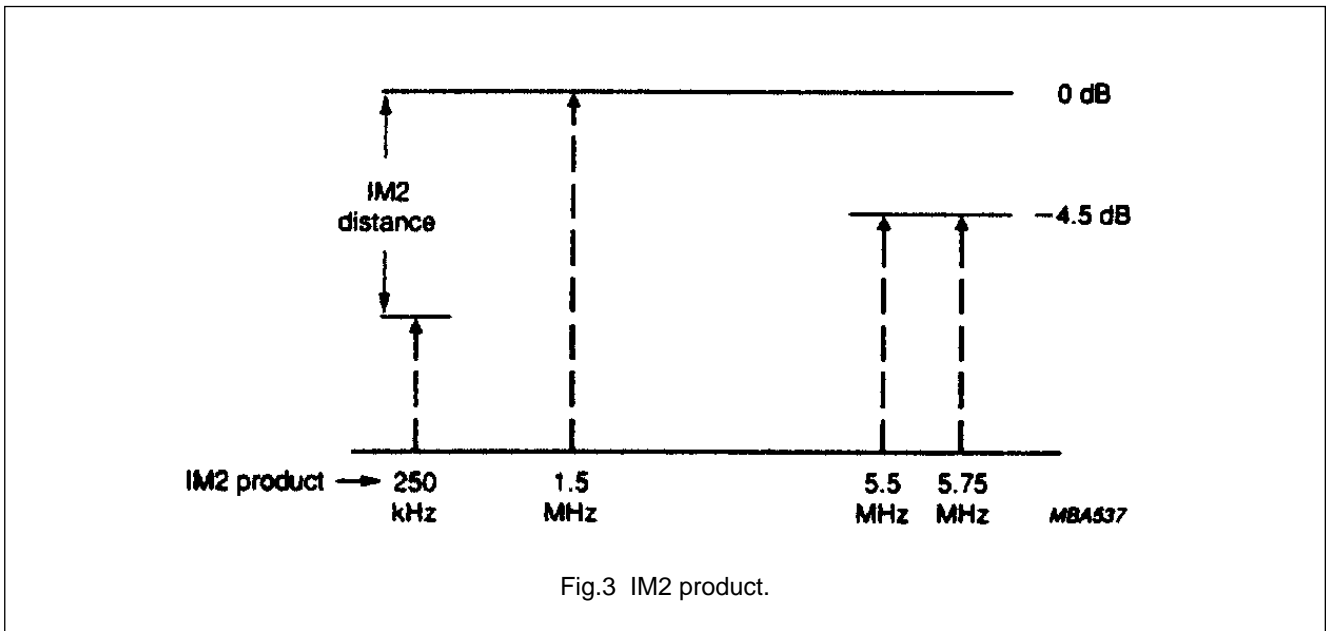 0 dB
IM2
distance
−4.5 dB
IM2 product 250 1.5 5.5 5.75
kHz MHz MHz MHz MBA537
Fig.3 IM2 product.